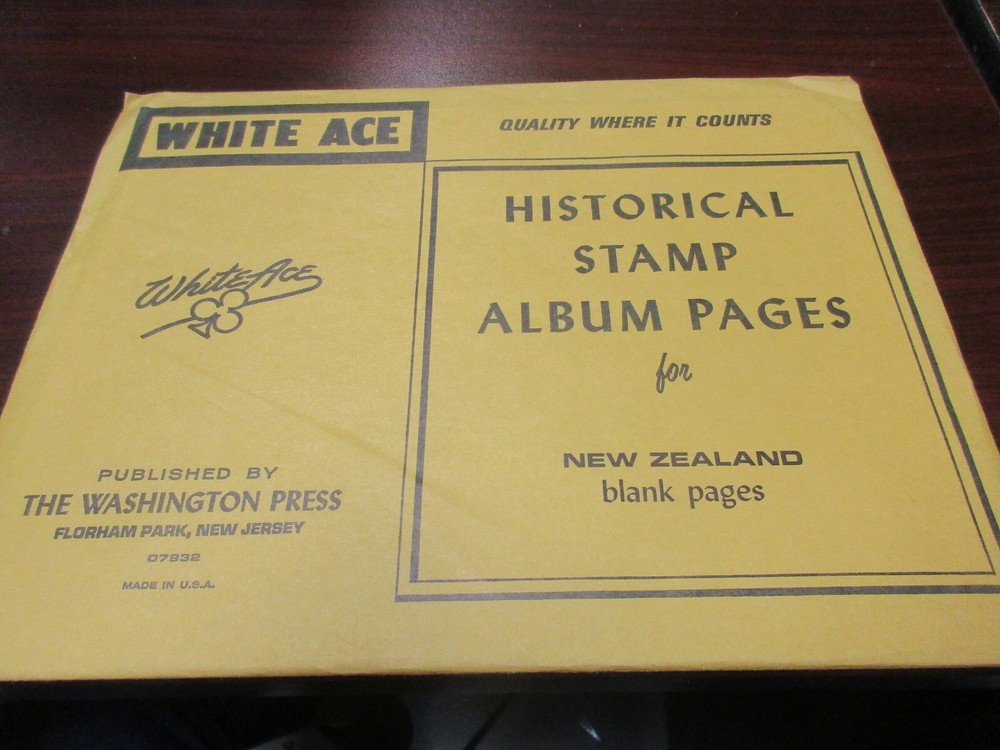 WHITE ACE
QUALITY WHERE IT COUNTS
White Ace
PUBLISHED BY
THE WASHINGTON PRESS
FLORHAM PARK, NEW JERSEY
07932
MADE IN U.S.A.
HISTORICAL
STAMP
ALBUM PAGES
for
NEW ZEALAND
blank pages